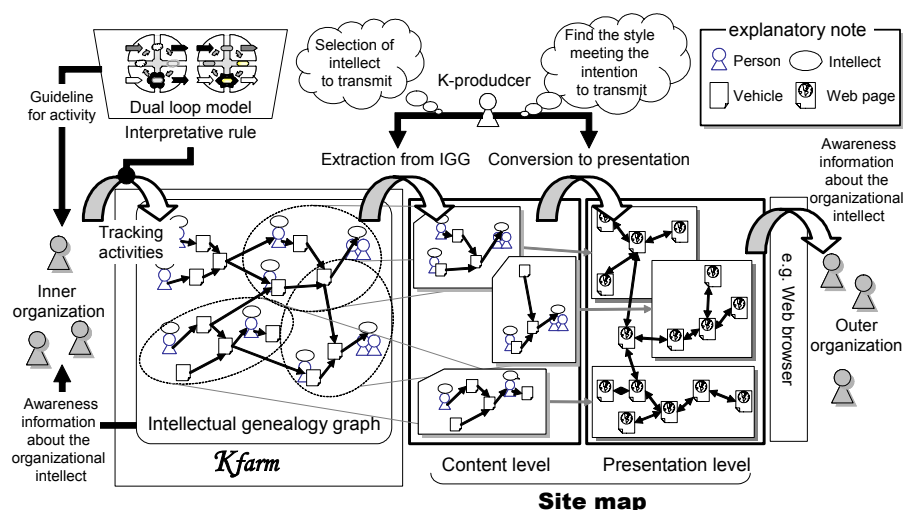 Selection of
intellect
to transmit
Find the style
meeting the
intention
to transmit
K-produdcer
explanatory note
Person
Intellect
Vehicle
Web page
Dual loop model
Interpretative rule
Guideline
for activity
Extraction from IGG
Conversion to presentation
Awareness
information
about the
organizational
intellect
Tracking
activities
Inner
organization
e.g. Web browser
Outer
organization
Awareness
information
about the
organizational
intellect
Intellectual genealogy graph
Kfarm
Content level
Presentation level
Site map